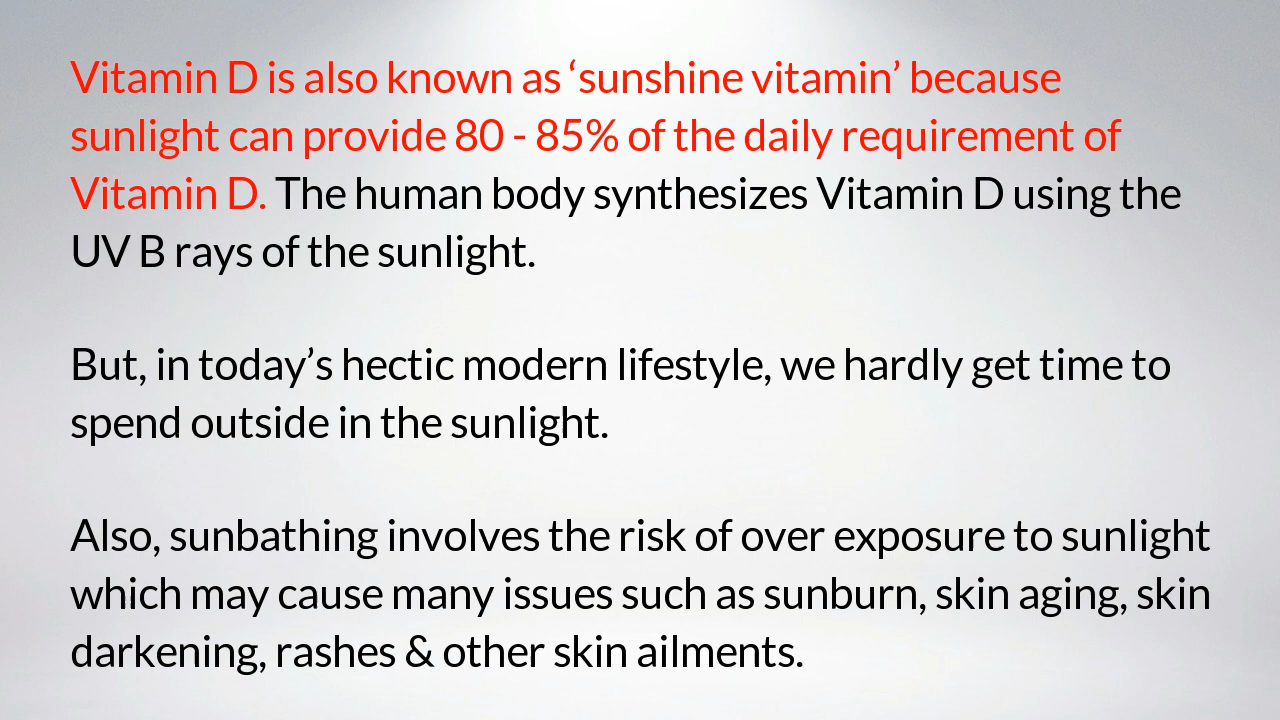 Vitamin D is also known as ‘sunshine vitamin’ because
sunlight can provide 80 - 85% of the daily requirement of
Vitamin D. The human body synthesizes Vitamin D using the
UV B rays of the sunlight.
But, in today’s hectic modern lifestyle, we hardly get time to
spend outside in the sunlight.
Also, sunbathing involves the risk of over exposure to sunlight
which may cause many issues such as sunburn, skin aging, skin
darkening, rashes & other skin ailments.